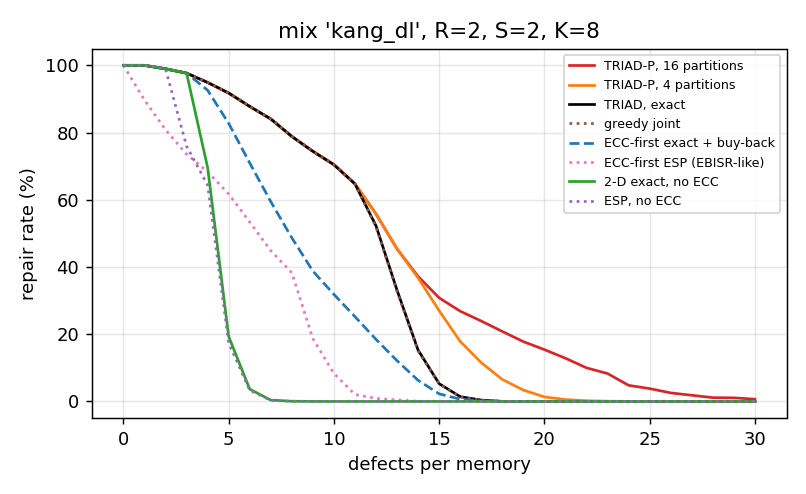 mix 'kang_dl', R=2, S=2, K=8
repair rate (%)
100
80
60
40
20
0
TRIAD-P, 16 partitions
TRIAD-P, 4 partitions
TRIAD, exact
greedy joint
ECC-first exact + buy-back
ECC-first ESP (EBISR-like)
2-D exact, no ECC
ESP, no ECC
0 5 10 15 20 25 30
defects per memory